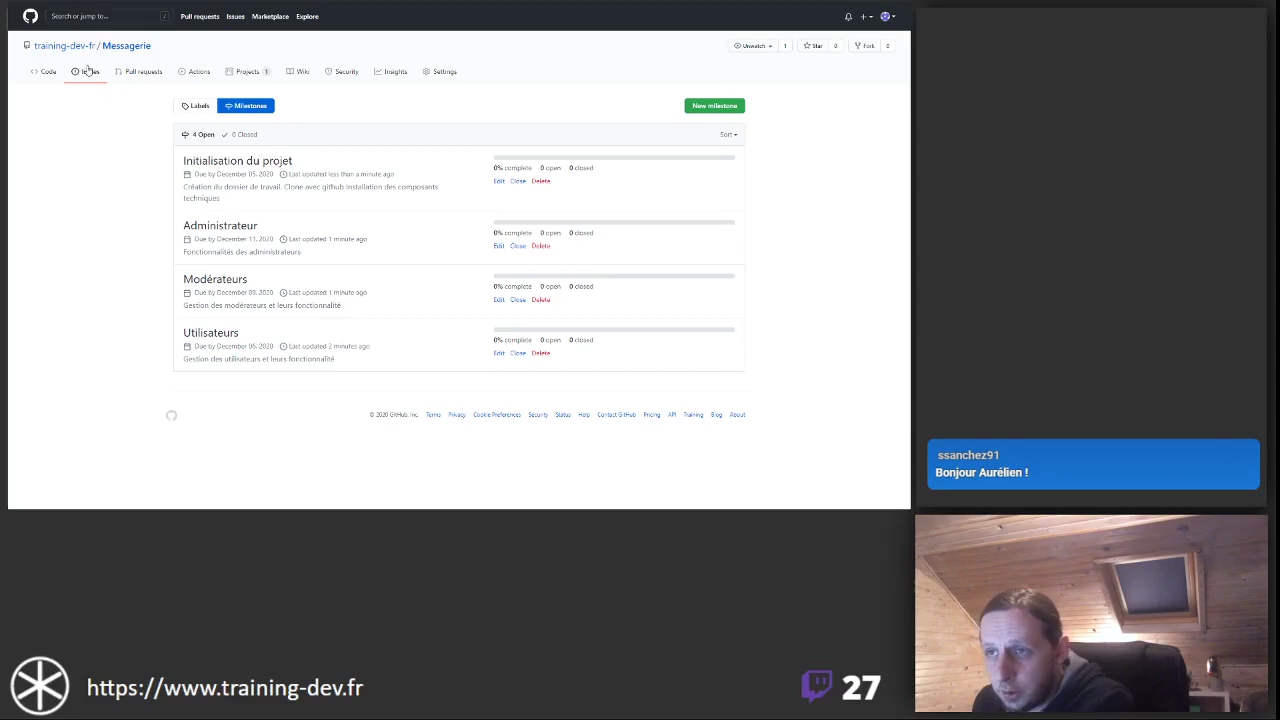 Search or jump to... /
Pull requests Issues Marketplace Explore
training-dev-fr / Messagerie
Unwatch 1 Star 0 Fork 0
Code Issues Pull requests Actions Projects 1 Wiki Security Insights Settings
Labels Milestones New milestone
4 Open 0 Closed Sort
Initialisation du projet
Due by December 05, 2020 Last updated less than a minute ago
Création du dossier de travail. Clone avec github installation des composants
techniques
0% complete 0 open 0 closed
Edit Close Delete
Administrateur
Due by December 11, 2020 Last updated 1 minute ago
Fonctionnalités des administrateurs
0% complete 0 open 0 closed
Edit Close Delete
Modérateurs
Due by December 09, 2020 Last updated 1 minute ago
Gestion des modérateurs et leurs fonctionnalité
0% complete 0 open 0 closed
Edit Close Delete
Utilisateurs
Due by December 06, 2020 Last updated 2 minutes ago
Gestion des utilisateurs et leurs fonctionnalité
0% complete 0 open 0 closed
Edit Close Delete
© 2020 GitHub, Inc. Terms Privacy Cookie Preferences Security Status Help Contact GitHub Pricing API Training Blog About
ssanchez91
Bonjour Aurélien !
https://www.training-dev.fr
27